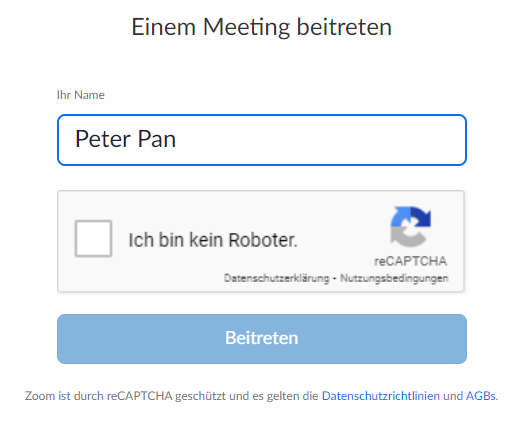 Einem Meeting beitreten
Ihr Name
Peter Pan
Ich bin kein Roboter.
reCAPTCHA
Datenschutzerklärung - Nutzungsbedingungen
Beitreten
Zoom ist durch reCAPTCHA geschützt und es gelten die Datenschutzrichtlinien und AGBs.